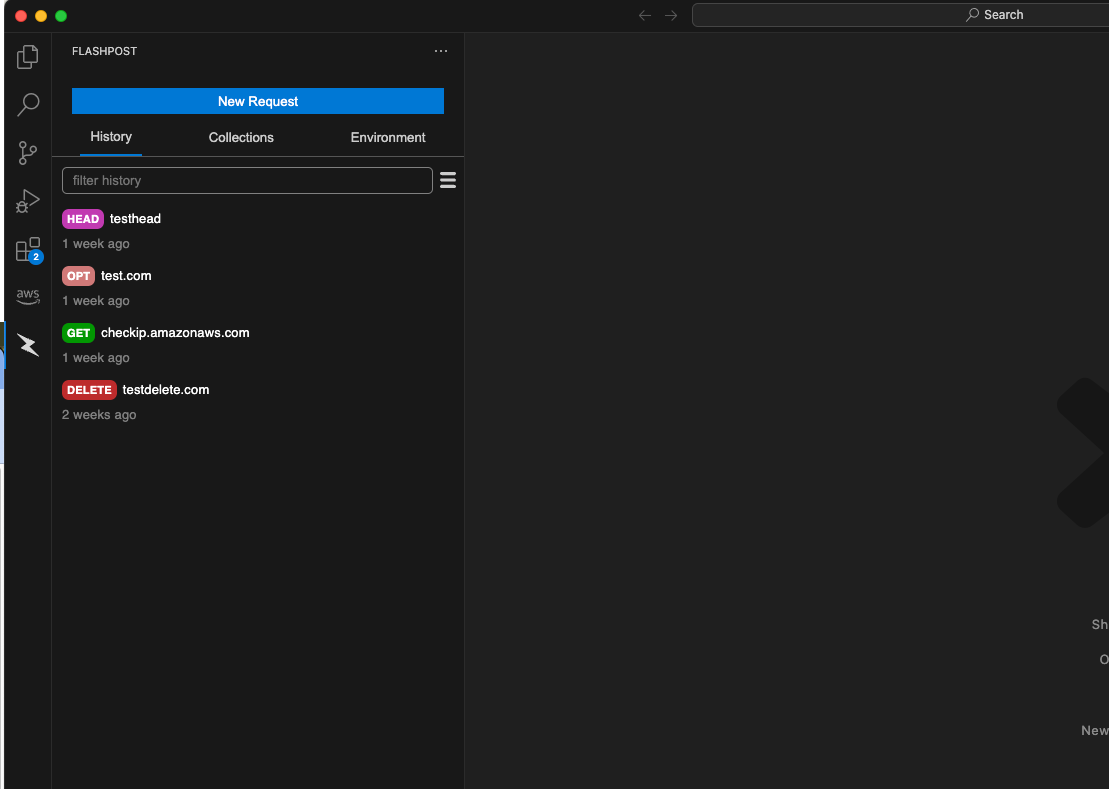 Search
FLASHPOST
New Request
History Collections Environment
filter history
HEAD testhead
1 week ago
OPT test.com
1 week ago
GET checkip.amazonaws.com
1 week ago
DELETE testdelete.com
2 weeks ago
2
aws
Sh
O
New